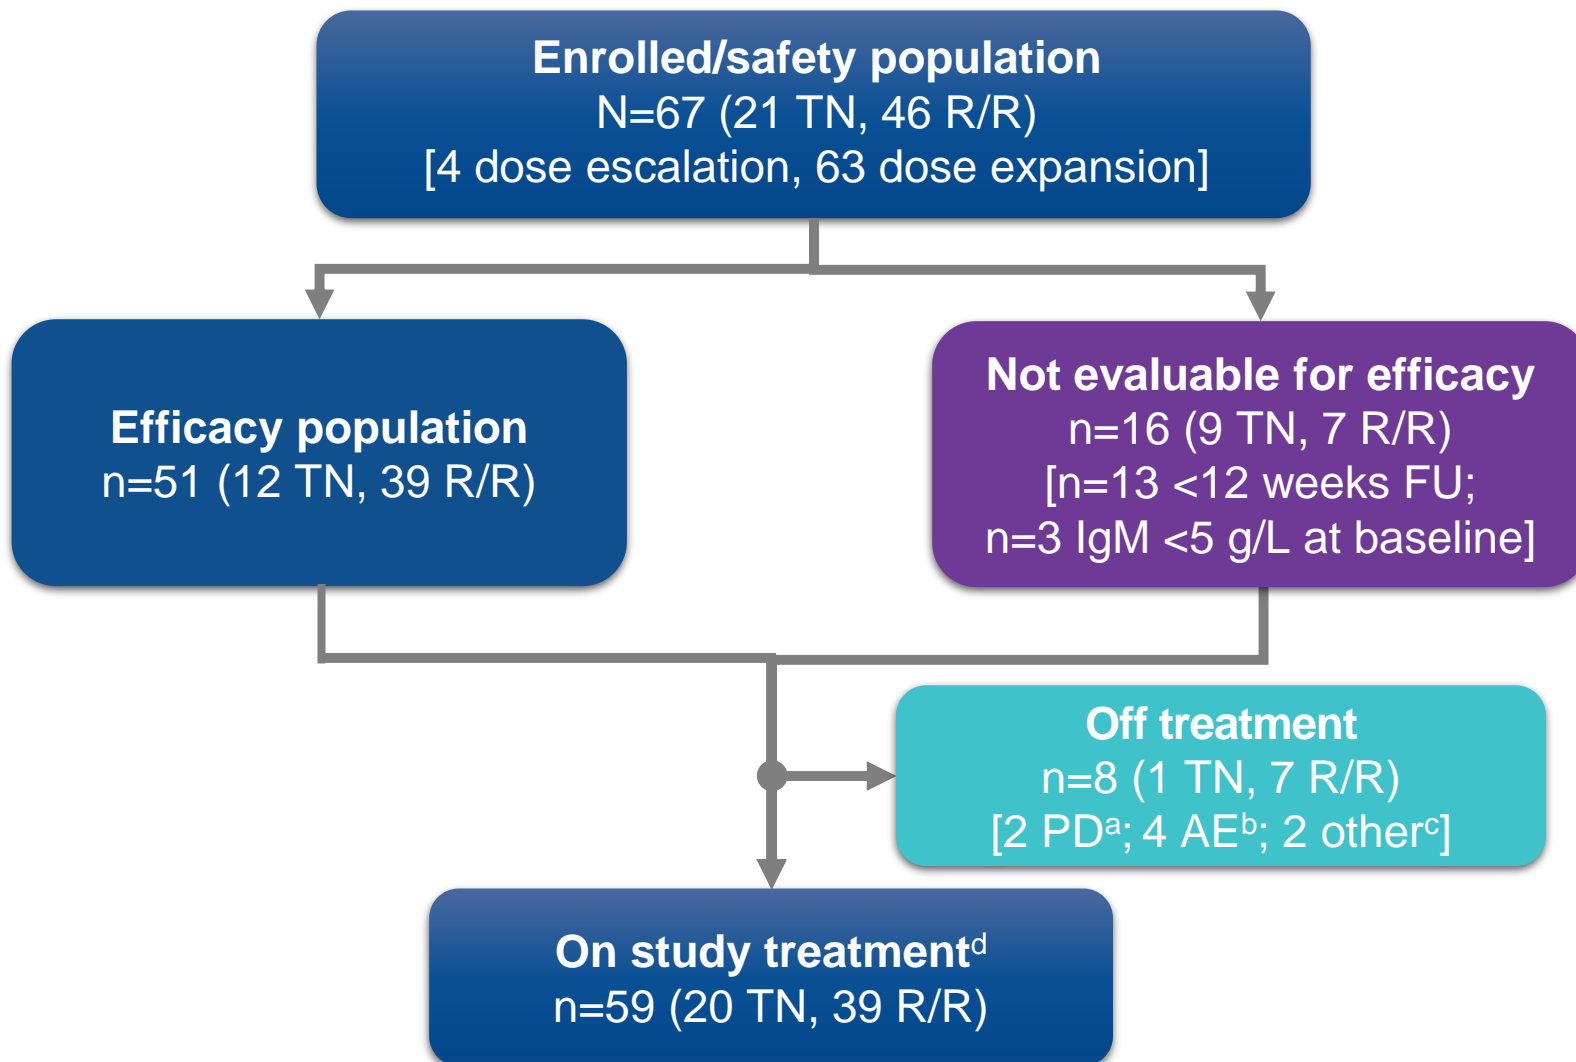 Enrolled/safety population
N=67 (21 TN, 46 R/R)
[4 dose escalation, 63 dose expansion]
Efficacy population
n=51 (12 TN, 39 R/R)
Not evaluable for efficacy
n=16 (9 TN, 7 R/R)
[n=13 <12 weeks FU;
n=3 IgM <5 g/L at baseline]
Off treatment
n=8 (1 TN, 7 R/R)
[2 PDᵃ; 4 AEᵇ; 2 otherᶜ]
On study treatmentᵈ
n=59 (20 TN, 39 R/R)